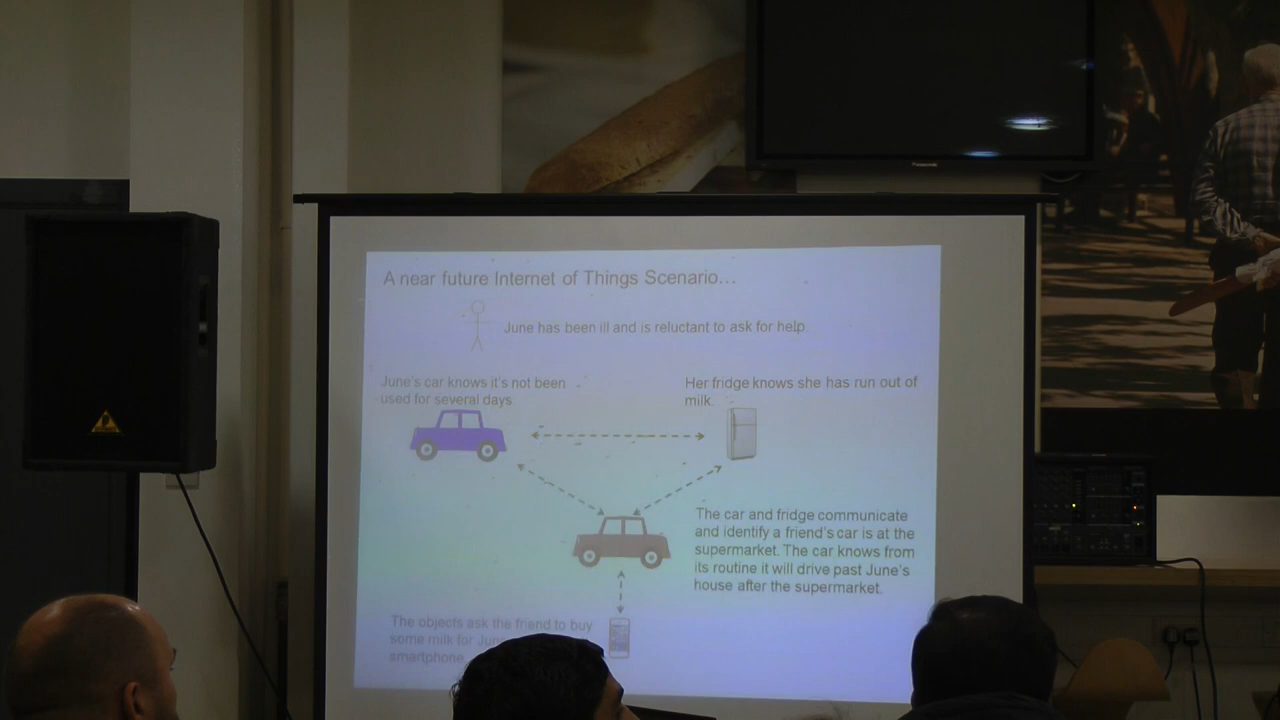 Panasonic
A near future Internet of Things Scenario...
June has been ill and is reluctant to ask for help.
June's car knows it's not been
used for several days.
Her fridge knows she has run out of
milk.
The car and fridge communicate
and identify a friend's car is at the
supermarket. The car knows from
its routine it will drive past June's
house after the supermarket.
The objects ask the friend to buy
some milk for
smartphone